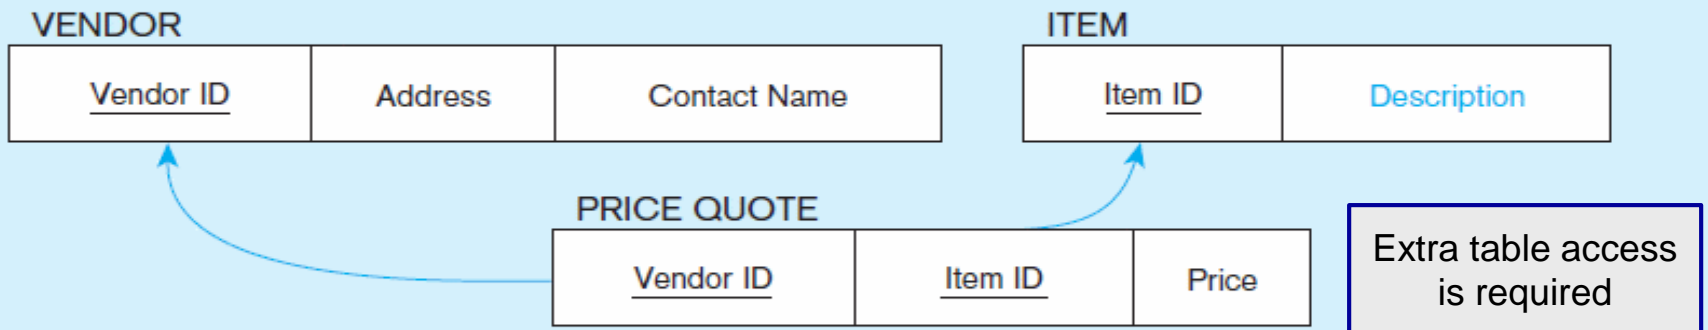 VENDOR
Vendor ID Address Contact Name
ITEM
Item ID Description
PRICE QUOTE
Vendor ID Item ID Price
Extra table access
is required